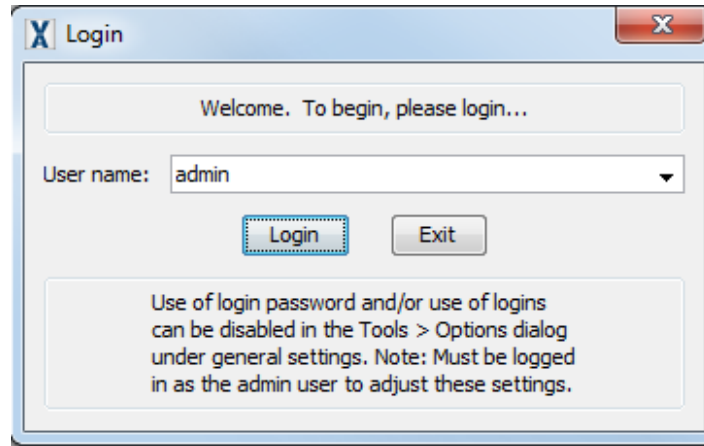 Login
Welcome. To begin, please login...
User name: admin
Login Exit
Use of login password and/or use of logins
can be disabled in the Tools > Options dialog
under general settings. Note: Must be logged
in as the admin user to adjust these settings.